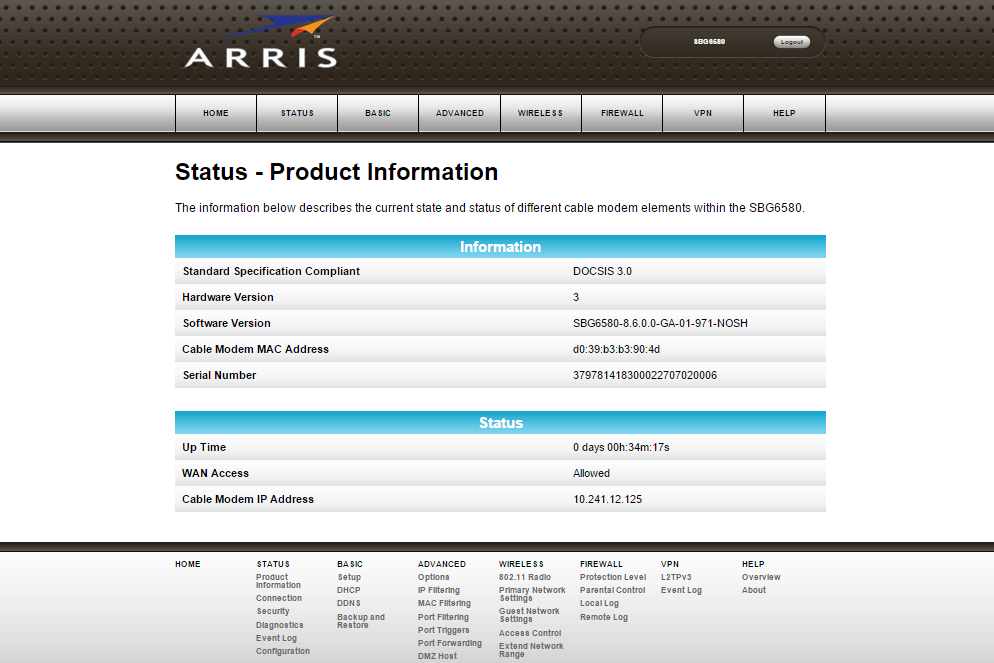 ARRIS
TM
SBG6580 Logout
HOME STATUS BASIC ADVANCED WIRELESS FIREWALL VPN HELP
Status - Product Information
The information below describes the current state and status of different cable modem elements within the SBG6580.
Information
Standard Specification Compliant DOCSIS 3.0
Hardware Version 3
Software Version SBG6580-8.6.0.0-GA-01-971-NOSH
Cable Modem MAC Address d0:39:b3:b3:90:4d
Serial Number 379781418300022707020006
Status
Up Time 0 days 00h:34m:17s
WAN Access Allowed
Cable Modem IP Address 10.241.12.125
HOME
STATUS
Product
Information
Connection
Security
Diagnostics
Event Log
Configuration
BASIC
Setup
DHCP
DDNS
Backup and
Restore
ADVANCED
Options
IP Filtering
MAC Filtering
Port Filtering
Port Triggers
Port Forwarding
DMZ Host
WIRELESS
802.11 Radio
Primary Network
Settings
Guest Network
Settings
Access Control
Extend Network
Range
FIREWALL
Protection Level
Parental Control
Local Log
Remote Log
VPN
L2TPv3
Event Log
HELP
Overview
About